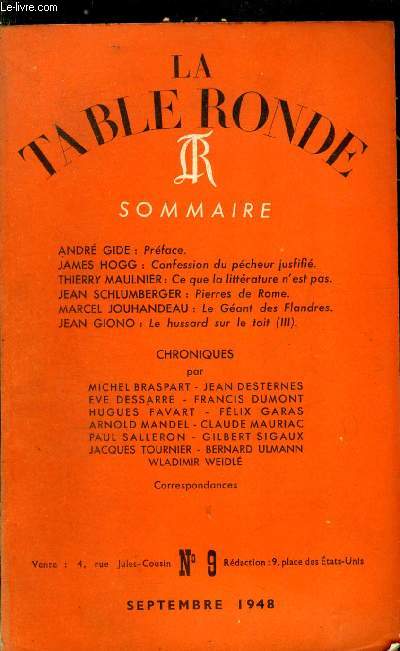 Le-livre.com
LA
TABLE RONDE
TR
SOMMAIRE
ANDRÉ GIDE : Préface.
JAMES HOGG : Confession du pécheur justifié.
THIERRY MAULNIER : Ce que la littérature n'est pas.
JEAN SCHLUMBERGER : Pierres de Rome.
MARCEL JOUHANDEAU : Le Géant des Flandres.
JEAN GIONO : Le hussard sur le toit (III).
CHRONIQUES
par
MICHEL BRASPART - JEAN DESTERNES
EVE DESSARRE - FRANCIS DUMONT
HUGUES FAVART - FÉLIX GARAS
ARNOLD MANDEL - CLAUDE MAURIAC
PAUL SALLERON - GILBERT SIGAUX
JACQUES TOURNIER - BERNARD ULMANN
WLADIMIR WEIDLÉ
Correspondances
Vente : 4, rue Jules-Cousin Nº 9 Rédaction : 9, place des États-Unis
SEPTEMBRE 1948